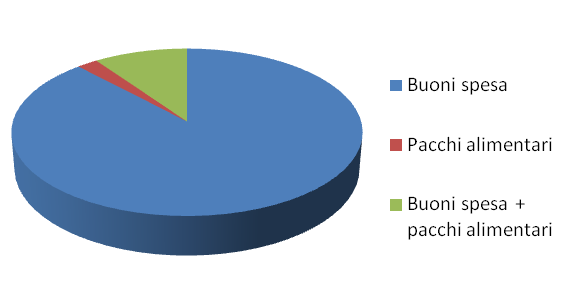 Buoni spesa
Pacchi alimentari
Buoni spesa +
pacchi alimentari